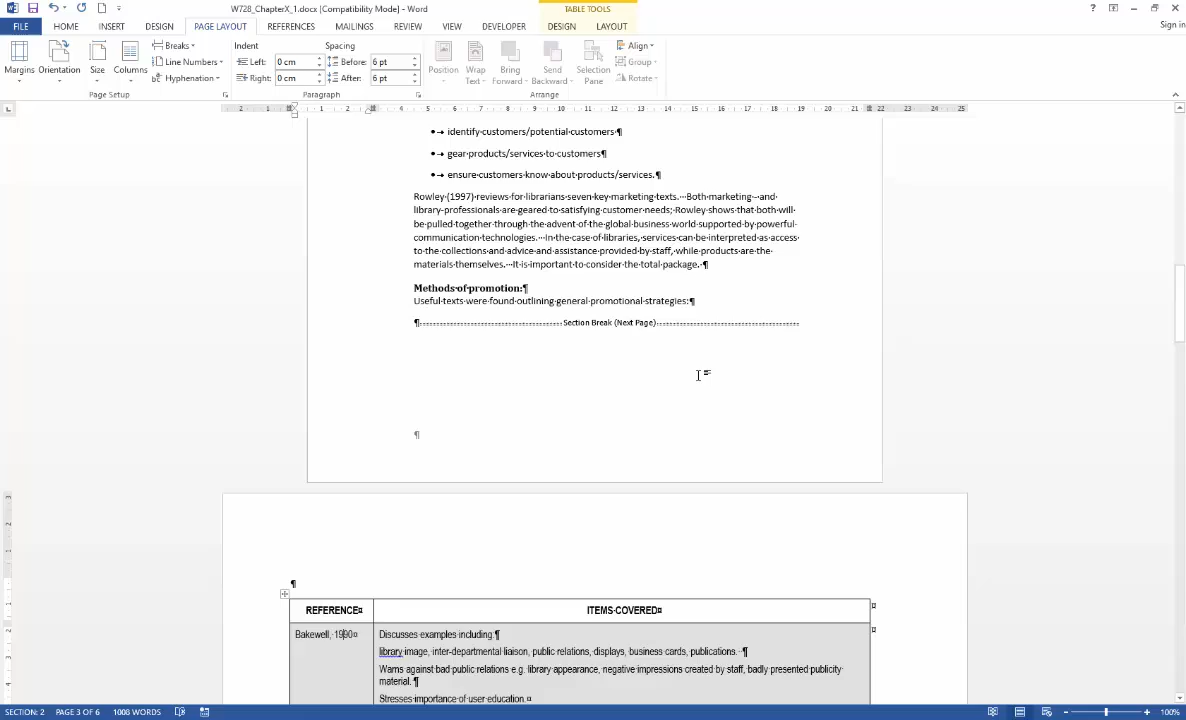 W728_ChapterX_1.docx [Compatibility Mode] - Word
TABLE TOOLS
Sign in
FILE HOME INSERT DESIGN PAGE LAYOUT REFERENCES MAILINGS REVIEW VIEW DEVELOPER DESIGN LAYOUT
Margins Orientation Size Columns
Breaks
Line Numbers
Hyphenation
Page Setup
Indent Spacing
Left: 0 cm Before: 6 pt
Right: 0 cm After: 6 pt
Paragraph
Position Wrap Text Bring Forward Send Backward Selection Pane
Align
Group
Rotate
Arrange
identify customers/potential customers¶
gear products/services to customers¶
ensure customers know about products/services.¶
Rowley (1997) reviews for librarians seven key marketing texts. Both marketing and
library professionals are geared to satisfying customer needs; Rowley shows that both will
be pulled together through the advent of the global business world supported by powerful
communication technologies. In the case of libraries, services can be interpreted as access
to the collections and advice and assistance provided by staff, while products are the
materials themselves. It is important to consider the total package. ¶
Methods of promotion:¶
Useful texts were found outlining general promotional strategies:¶
¶ Section Break (Next Page)
¶
¶
REFERENCE¤ ITEMS COVERED¤ ¤
Bakewell, 1990¤ Discusses examples including:¶ ¤
library image, inter-departmental liaison, public relations, displays, business cards, publications. ¶
Warns against bad public relations e.g. library appearance, negative impressions created by staff, badly presented publicity
material. ¶
Stresses importance of user education.¤
SECTION: 2 PAGE 3 OF 6 1008 WORDS 100%